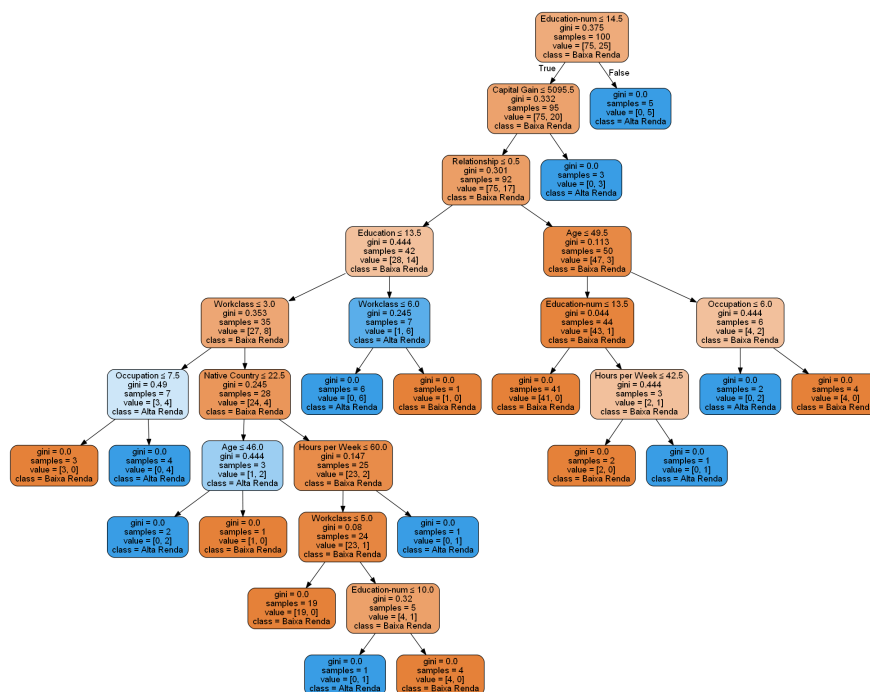 Education-num ≤ 14.5
gini = 0.375
samples = 100
value = [75, 25]
class = Baixa Renda
True
False
Capital Gain ≤ 5095.5
gini = 0.332
samples = 95
value = [75, 20]
class = Baixa Renda
gini = 0.0
samples = 5
value = [0, 5]
class = Alta Renda
Relationship ≤ 0.5
gini = 0.301
samples = 92
value = [75, 17]
class = Baixa Renda
gini = 0.0
samples = 3
value = [0, 3]
class = Alta Renda
Education ≤ 13.5
gini = 0.444
samples = 42
value = [28, 14]
class = Baixa Renda
Age ≤ 49.5
gini = 0.113
samples = 50
value = [47, 3]
class = Baixa Renda
Workclass ≤ 3.0
gini = 0.353
samples = 35
value = [27, 8]
class = Baixa Renda
Workclass ≤ 6.0
gini = 0.245
samples = 7
value = [1, 6]
class = Alta Renda
Education-num ≤ 13.5
gini = 0.044
samples = 44
value = [43, 1]
class = Baixa Renda
Occupation ≤ 6.0
gini = 0.444
samples = 6
value = [4, 2]
class = Baixa Renda
Occupation ≤ 7.5
gini = 0.49
samples = 7
value = [3, 4]
class = Alta Renda
Native Country ≤ 22.5
gini = 0.245
samples = 28
value = [24, 4]
class = Baixa Renda
gini = 0.0
samples = 6
value = [0, 6]
class = Alta Renda
gini = 0.0
samples = 1
value = [1, 0]
class = Baixa Renda
gini = 0.0
samples = 41
value = [41, 0]
class = Baixa Renda
Hours per Week ≤ 42.5
gini = 0.444
samples = 3
value = [2, 1]
class = Baixa Renda
gini = 0.0
samples = 2
value = [0, 2]
class = Alta Renda
gini = 0.0
samples = 4
value = [4, 0]
class = Baixa Renda
gini = 0.0
samples = 3
value = [3, 0]
class = Baixa Renda
gini = 0.0
samples = 4
value = [0, 4]
class = Alta Renda
Age ≤ 46.0
gini = 0.444
samples = 3
value = [1, 2]
class = Alta Renda
Hours per Week ≤ 60.0
gini = 0.147
samples = 25
value = [23, 2]
class = Baixa Renda
gini = 0.0
samples = 2
value = [2, 0]
class = Baixa Renda
gini = 0.0
samples = 1
value = [0, 1]
class = Alta Renda
gini = 0.0
samples = 2
value = [0, 2]
class = Alta Renda
gini = 0.0
samples = 1
value = [1, 0]
class = Baixa Renda
Workclass ≤ 5.0
gini = 0.08
samples = 24
value = [23, 1]
class = Baixa Renda
gini = 0.0
samples = 1
value = [0, 1]
class = Alta Renda
gini = 0.0
samples = 19
value = [19, 0]
class = Baixa Renda
Education-num ≤ 10.0
gini = 0.32
samples = 5
value = [4, 1]
class = Baixa Renda
gini = 0.0
samples = 1
value = [0, 1]
class = Alta Renda
gini = 0.0
samples = 4
value = [4, 0]
class = Baixa Renda